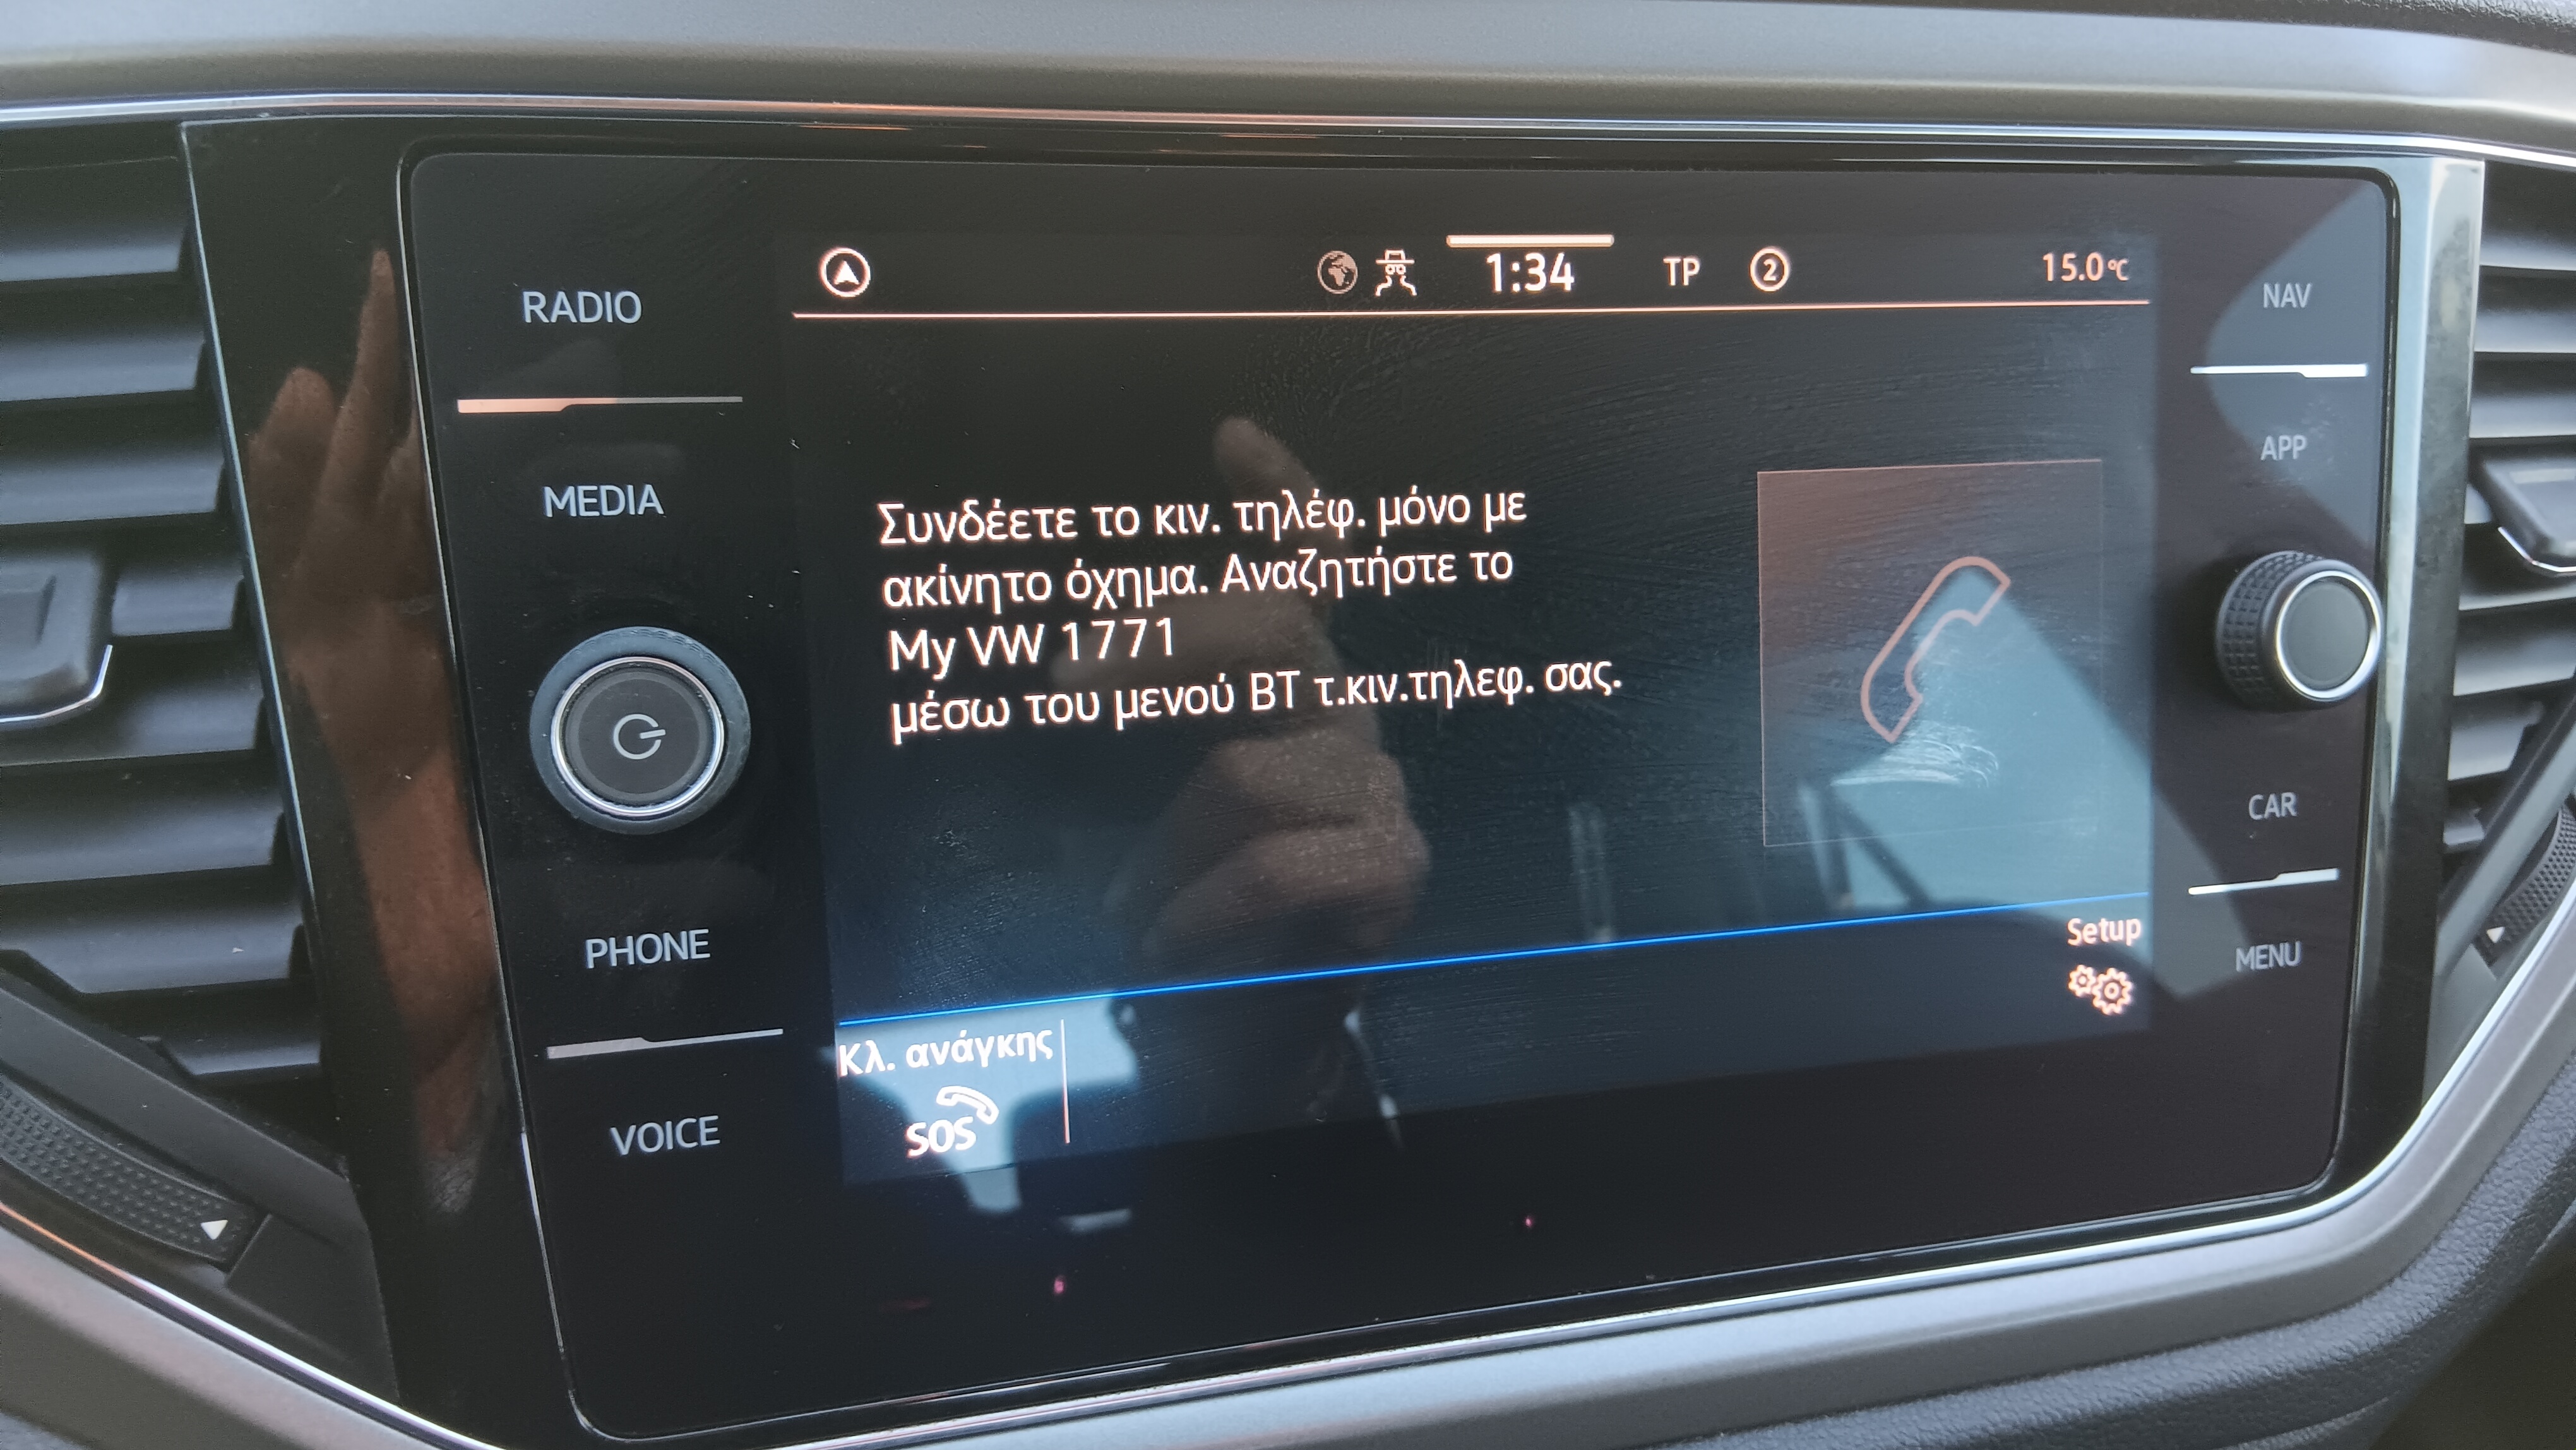 RADIO
MEDIA
PHONE
VOICE
1:34
TP
2
15.0°C
Συνδέετε το κιν. τηλέφ. μόνο με
ακίνητο όχημα. Αναζητήστε το
My VW 1771
μέσω του μενού BT τ.κιν.τηλεφ. σας.
Κλ. ανάγκης
SOS
Setup
NAV
APP
CAR
MENU